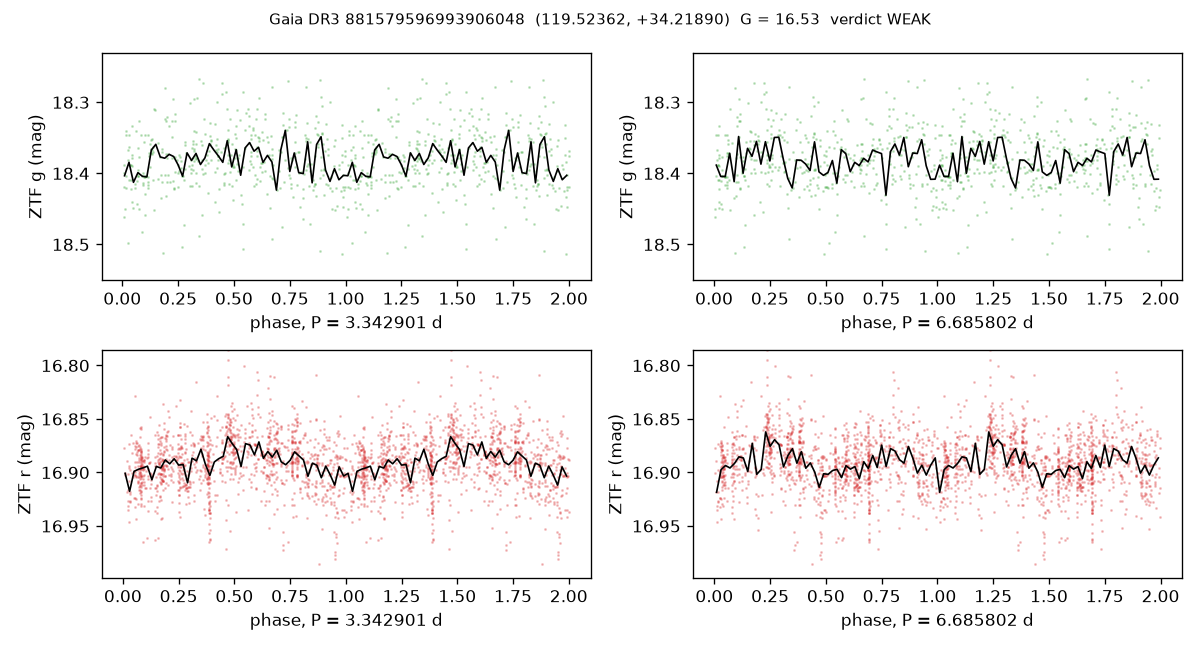 Gaia DR3 881579596993906048  (119.52362, +34.21890)  G = 16.53  verdict WEAK
ZTF g (mag)
18.3
18.4
18.5
0.00 0.25 0.50 0.75 1.00 1.25 1.50 1.75 2.00
phase, P = 3.342901 d
ZTF g (mag)
18.3
18.4
18.5
0.00 0.25 0.50 0.75 1.00 1.25 1.50 1.75 2.00
phase, P = 6.685802 d
ZTF r (mag)
16.80
16.85
16.90
16.95
0.00 0.25 0.50 0.75 1.00 1.25 1.50 1.75 2.00
phase, P = 3.342901 d
ZTF r (mag)
16.80
16.85
16.90
16.95
0.00 0.25 0.50 0.75 1.00 1.25 1.50 1.75 2.00
phase, P = 6.685802 d